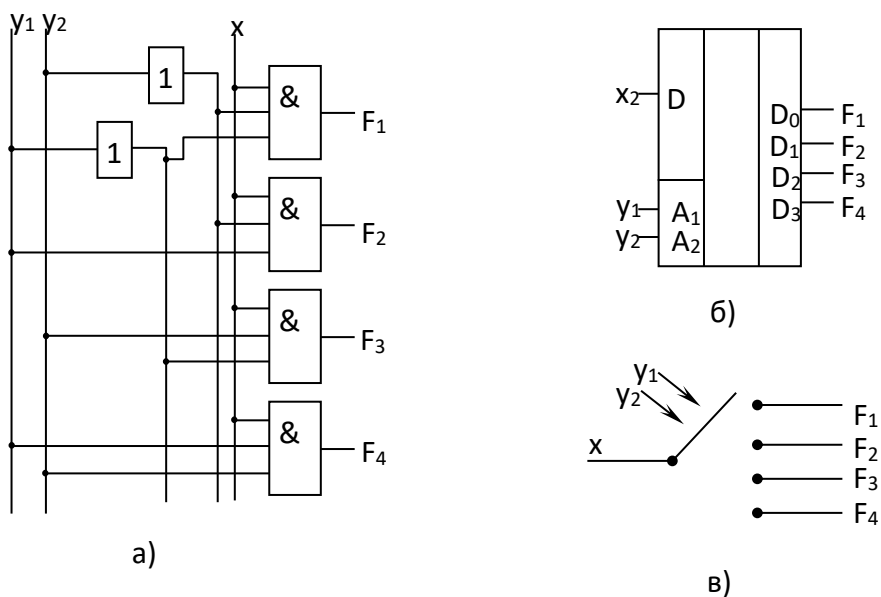 y₁ y₂
x
1
&
F₁
1
&
F₂
&
F₃
&
F₄
а)
x₂ D
D₀ F₁
D₁ F₂
D₂ F₃
y₁ A₁ D₃ F₄
y₂ A₂
б)
y₁
y₂
x
F₁
F₂
F₃
F₄
в)